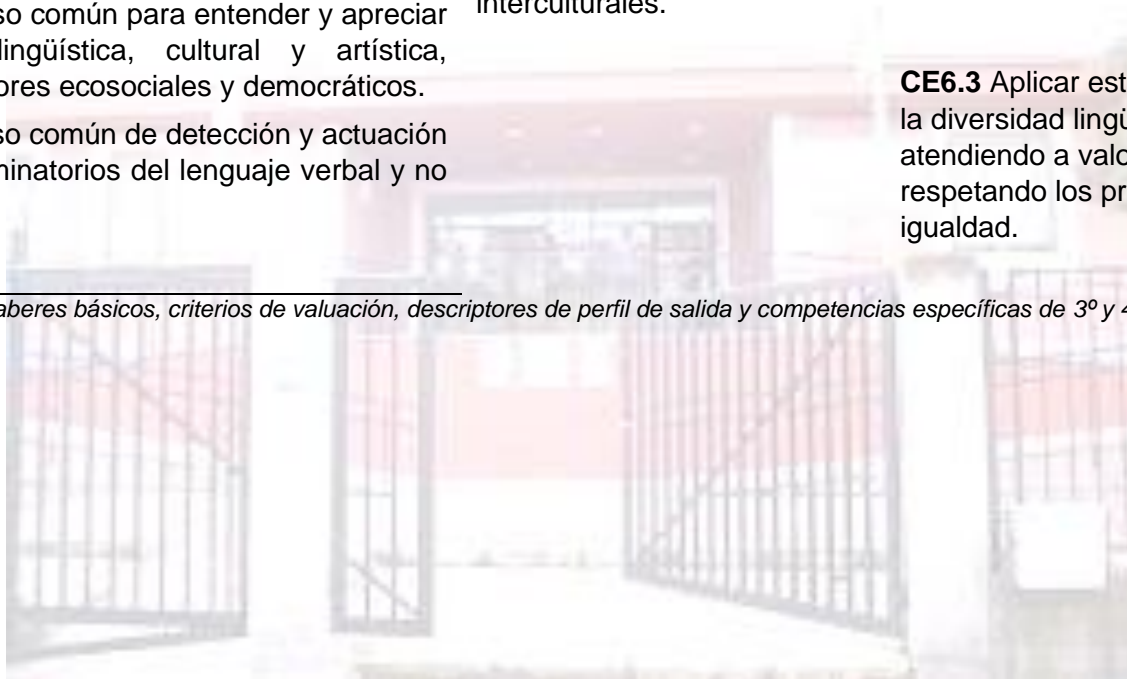 so común para entender y apreciar
lingüística, cultural y artística,
ores ecosociales y democráticos.
so común de detección y actuación
minatorios del lenguaje verbal y no
interculturales.
CE6.3 Aplicar est
la diversidad lingü
atendiendo a valo
respetando los pr
igualdad.
aberes básicos, criterios de valuación, descriptores de perfil de salida y competencias específicas de 3º y 4